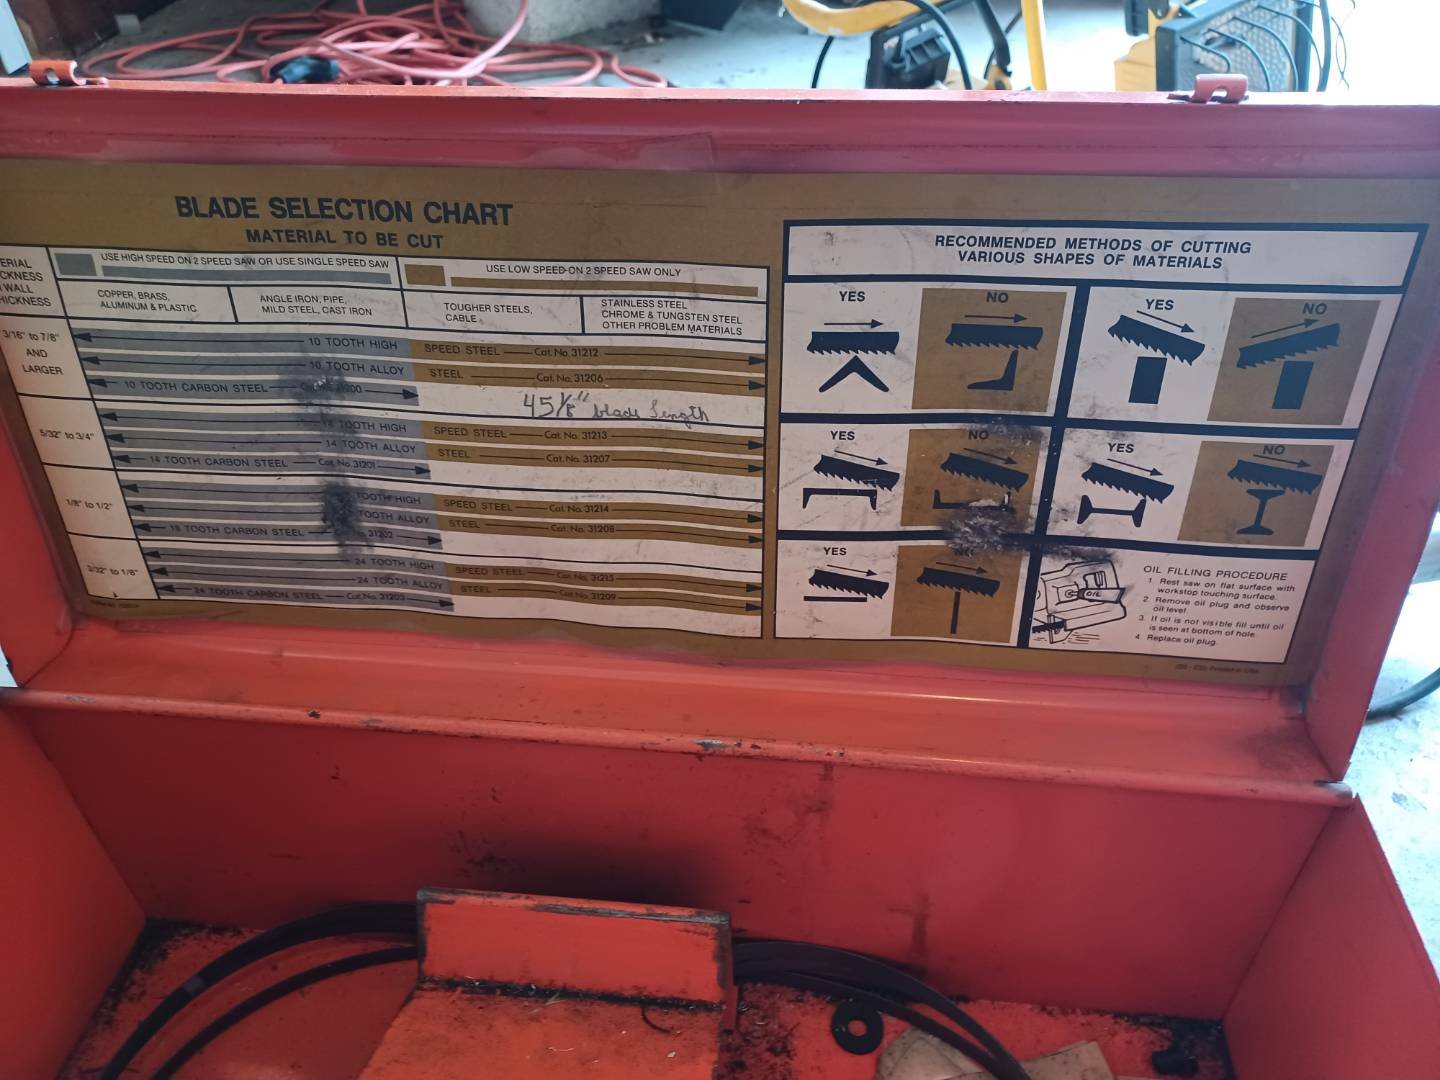 BLADE SELECTION CHART
MATERIAL TO BE CUT
USE HIGH SPEED ON 2 SPEED SAW OR USE SINGLE SPEED SAW
USE LOW SPEED ON 2 SPEED SAW ONLY
WALL
COPPER, BRASS,
ALUMINUM & PLASTIC
ANGLE IRON, PIPE,
MILD STEEL, CAST IRON
TOUGHER STEELS,
CABLE
STAINLESS STEEL
CHROME & TUNGSTEN STEEL
OTHER PROBLEM MATERIALS
3/16" to 7/8"
AND
LARGER
10 TOOTH HIGH SPEED STEEL Cat. No. 31212
10 TOOTH ALLOY STEEL Cat. No. 31206
10 TOOTH CARBON STEEL
45 1/8" blade length
5/32" to 3/4"
TOOTH HIGH SPEED STEEL Cat. No. 31213
14 TOOTH ALLOY STEEL Cat. No. 31207
14 TOOTH CARBON STEEL Cat. No. 31201
1/8" to 1/2"
TOOTH HIGH SPEED STEEL Cat. No. 31214
TOOTH ALLOY STEEL Cat. No. 31208
18 TOOTH CARBON STEEL 31202
3/32" to 1/8"
24 TOOTH HIGH SPEED STEEL Cat. No. 31215
24 TOOTH ALLOY STEEL Cat. No. 31209
24 TOOTH CARBON STEEL Cat. No. 31203
RECOMMENDED METHODS OF CUTTING
VARIOUS SHAPES OF MATERIALS
YES NO YES NO
YES NO YES NO
YES NO
OIL
OIL FILLING PROCEDURE
1 Rest saw on flat surface with
workstop touching surface.
2 Remove oil plug and observe
oil level
3. If oil is not visible fill until oil
is seen at bottom of hole.
4 Replace oil plug
Printed in USA